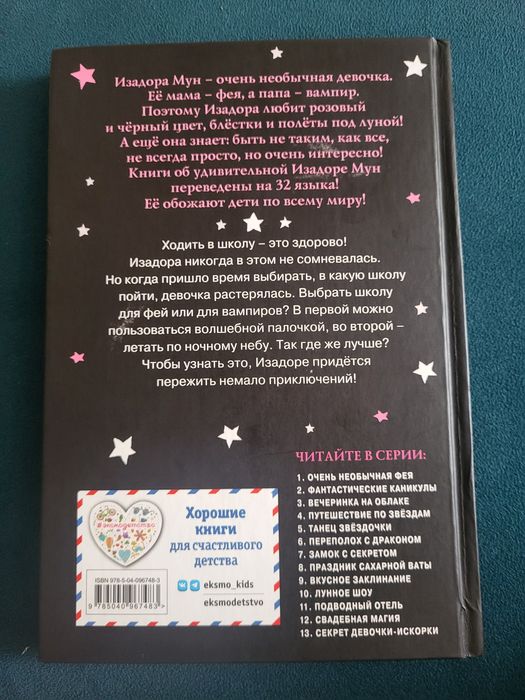 Изадора Мун – очень необычная девочка.
Её мама – фея, а папа – вампир.
Поэтому Изадора любит розовый
и чёрный цвет, блёстки и полёты под луной!
А ещё она знает: быть не таким, как все,
не всегда просто, но очень интересно!
Книги об удивительной Изадоре Мун
переведены на 32 языка!
Её обожают дети по всему миру!
Ходить в школу – это здорово!
Изадора никогда в этом не сомневалась.
Но когда пришло время выбирать, в какую школу
пойти, девочка растерялась. Выбрать школу
для фей или для вампиров? В первой можно
пользоваться волшебной палочкой, во второй –
летать по ночному небу. Так где же лучше?
Чтобы узнать это, Изадоре придётся
пережить немало приключений!
ЧИТАЙТЕ В СЕРИИ:
1. ОЧЕНЬ НЕОБЫЧНАЯ ФЕЯ
2. ФАНТАСТИЧЕСКИЕ КАНИКУЛЫ
3. ВЕЧЕРИНКА НА ОБЛАКЕ
4. ПУТЕШЕСТВИЕ ПО ЗВЁЗДАМ
5. ТАНЕЦ ЗВЁЗДОЧКИ
6. ПЕРЕПОЛОХ С ДРАКОНОМ
7. ЗАМОК С СЕКРЕТОМ
8. ПРАЗДНИК САХАРНОЙ ВАТЫ
9. ВКУСНОЕ ЗАКЛИНАНИЕ
10. ЛУННОЕ ШОУ
11. ПОДВОДНЫЙ ОТЕЛЬ
12. СВАДЕБНАЯ МАГИЯ
13. СЕКРЕТ ДЕВОЧКИ-ИСКОРКИ
#эксмодетство
Хорошие
книги
для счастливого
детства
ISBN 978-5-04-096748-3
9 785040 967483 >
eksmo_kids
eksmodetstvo